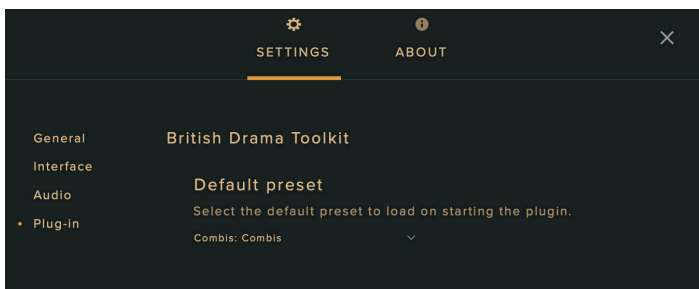 SETTINGS
ABOUT
General
Interface
Audio
Plug-in
British Drama Toolkit
Default preset
Select the default preset to load on starting the plugin.
Combis: Combis